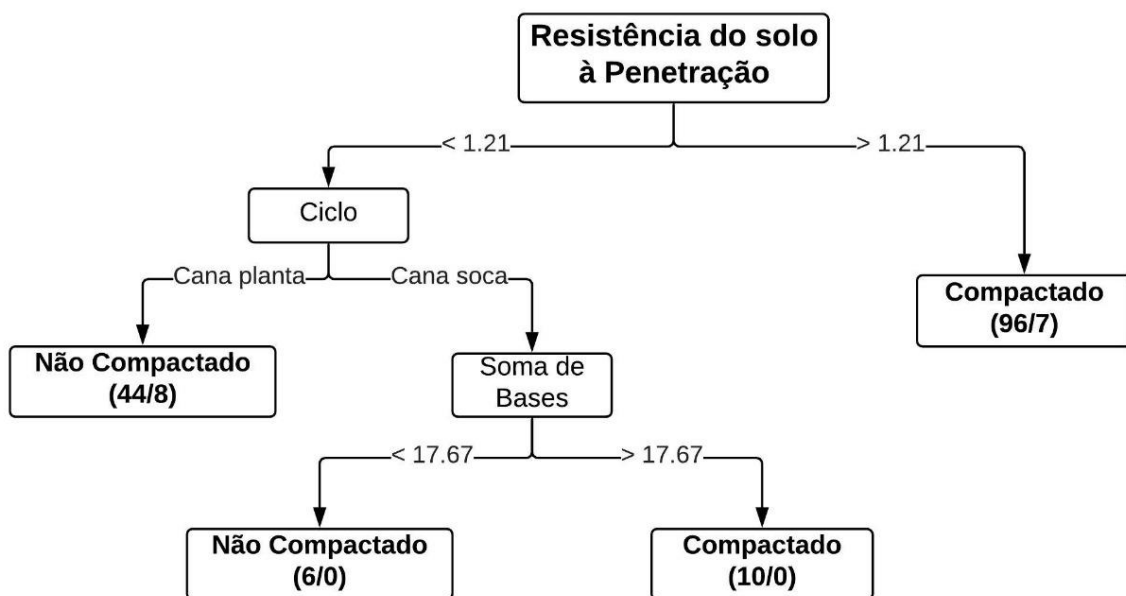 Resistência do solo
à Penetração
< 1.21
> 1.21
Ciclo
Cana planta
Cana soca
Compactado
(96/7)
Não Compactado
(44/8)
Soma de
Bases
< 17.67
> 17.67
Não Compactado
(6/0)
Compactado
(10/0)